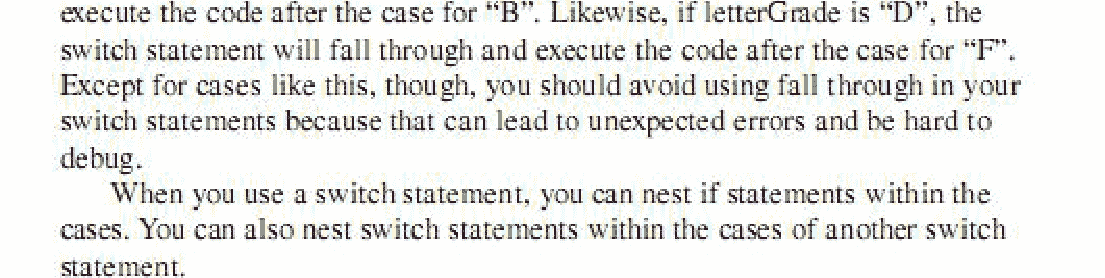 execute the code after the case for “B”. Likewise, if letterGrade is “D”, the
switch statement will fall through and execute the code after the case for “F”.
Except for cases like this, though, you should avoid using fall through in your
switch statements because that can lead to unexpected errors and be hard to
debug.
When you use a switch statement, you can nest if statements within the
cases. You can also nest switch statements within the cases of another switch
statement.